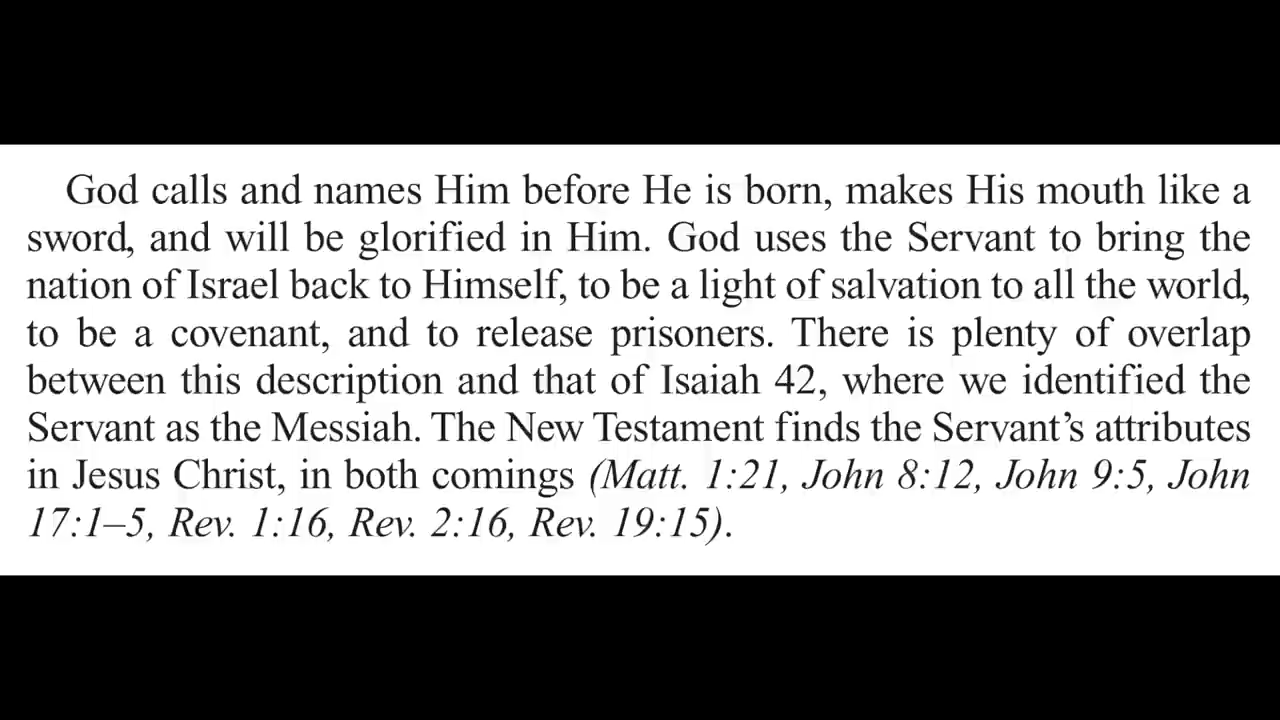 God calls and names Him before He is born, makes His mouth like a
sword, and will be glorified in Him. God uses the Servant to bring the
nation of Israel back to Himself, to be a light of salvation to all the world,
to be a covenant, and to release prisoners. There is plenty of overlap
between this description and that of Isaiah 42, where we identified the
Servant as the Messiah. The New Testament finds the Servant’s attributes
in Jesus Christ, in both comings (Matt. 1:21, John 8:12, John 9:5, John
17:1–5, Rev. 1:16, Rev. 2:16, Rev. 19:15).